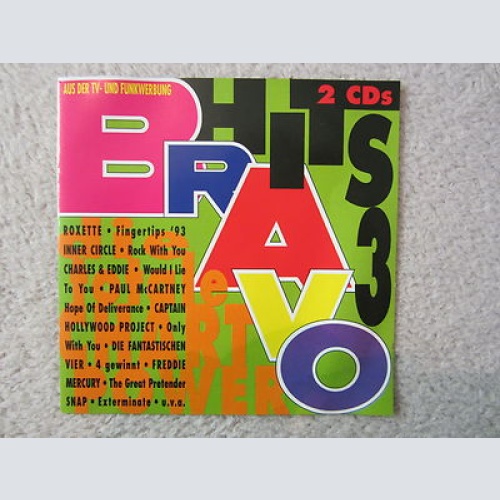 AUS DER TV- UND FUNKWERBUNG
2 CDs
BRAVO
HITS 3
ROXETTE • Fingertips '93
INNER CIRCLE • Rock With You
CHARLES & EDDIE • Would I Lie
To You • PAUL McCARTNEY
Hope Of Deliverance • CAPTAIN
HOLLYWOOD PROJECT • Only
With You • DIE FANTASTISCHEN
VIER • 4 gewinnt • FREDDIE
MERCURY • The Great Pretender
SNAP • Exterminate • u.v.a.